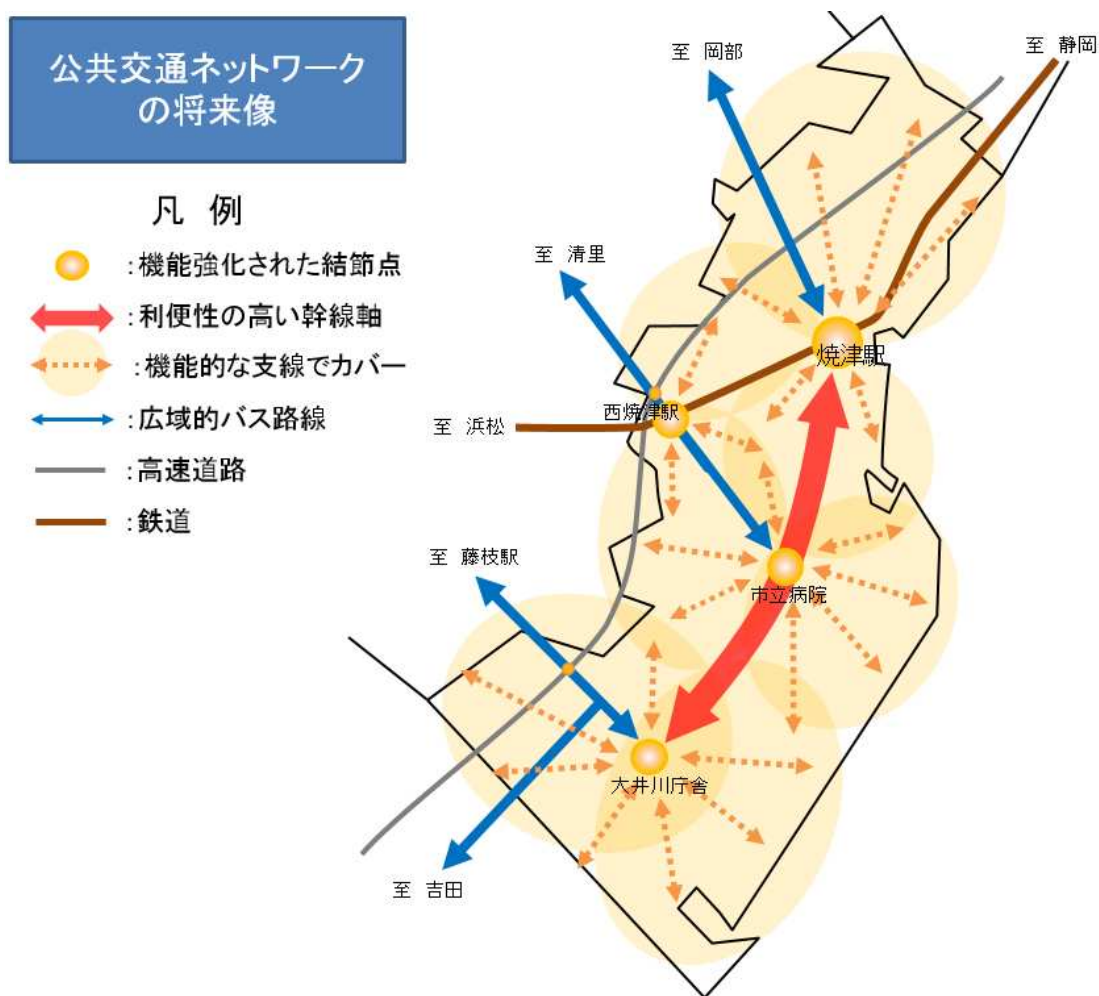 公共交通ネットワーク
の将来像
凡 例
:機能強化された結節点
:利便性の高い幹線軸
:機能的な支線でカバー
:広域的バス路線
:高速道路
:鉄道
至 静岡
至 岡部
至 清里
焼津駅
西焼津駅
至 浜松
至 藤枝駅
市立病院
大井川庁舎
至 吉田